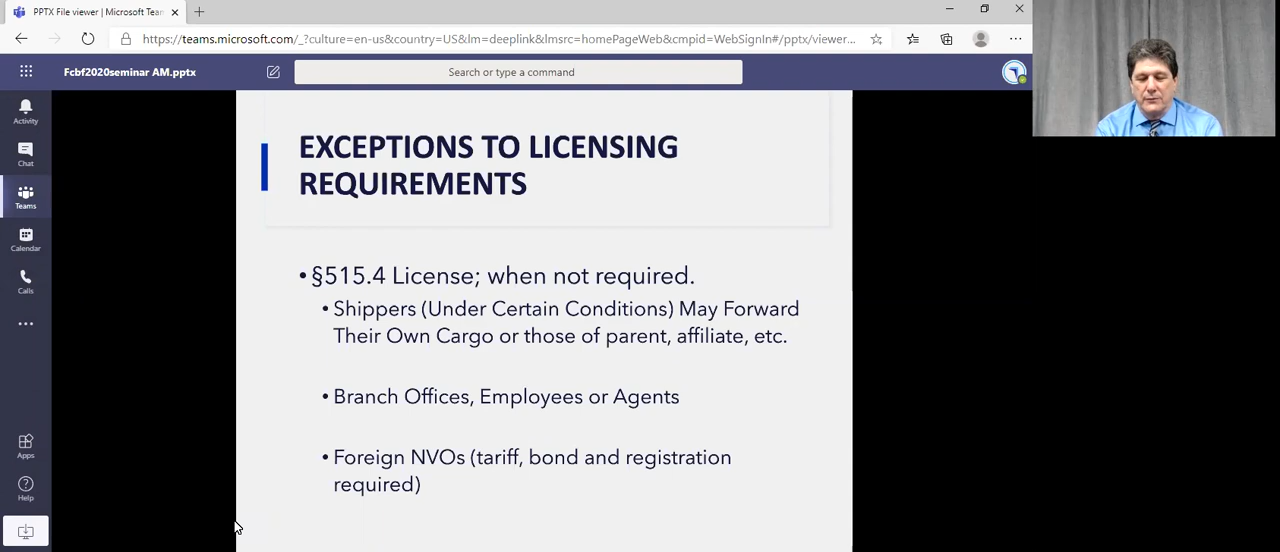 PPTX File viewer | Microsoft Tea
https://teams.microsoft.com/_?culture=en-us&country=US&lm=deeplink&lmsrc=homePageWeb&cmpid=WebSignIn#/pptx/viewer...
Fcbf2020seminar AM.pptx
Search or type a command
Activity
Chat
Teams
Calendar
Calls
Apps
Help
EXCEPTIONS TO LICENSING
REQUIREMENTS
• §515.4 License; when not required.
• Shippers (Under Certain Conditions) May Forward
Their Own Cargo or those of parent, affiliate, etc.
• Branch Offices, Employees or Agents
• Foreign NVOs (tariff, bond and registration
required)